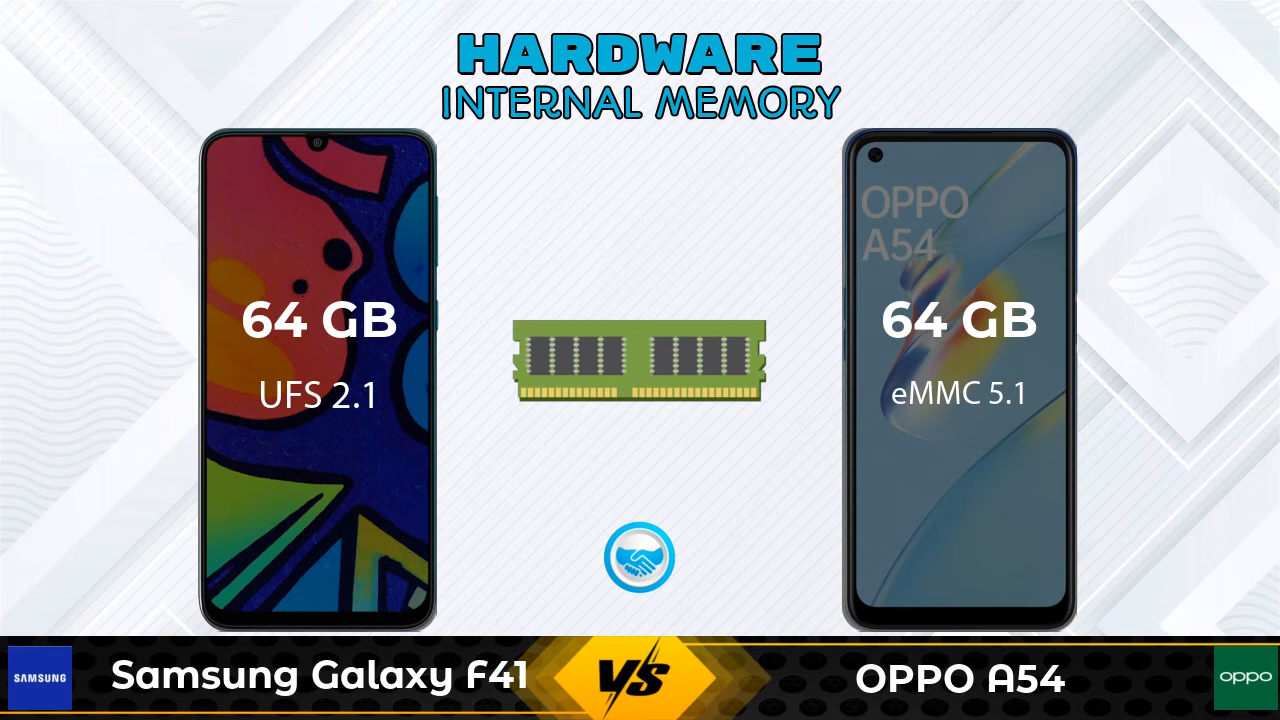 HARDWARE
INTERNAL MEMORY
OPPO
A54
64 GB
UFS 2.1
64 GB
eMMC 5.1
SAMSUNG
Samsung Galaxy F41
VS
OPPO A54
oppo